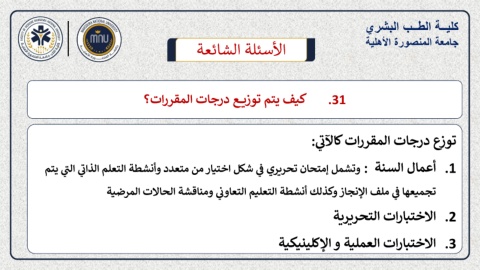 كليـة الطـب البشري
جامعة المنصورة الأهلية
MNU
الأسئلة الشائعة
31. كيف يتم توزيع درجات المقررات؟
توزع درجات المقررات كالآتي:
1. أعمال السنة : وتشمل إمتحان تحريري في شكل اختيار من متعدد وأنشطة التعلم الذاتي التي يتم
تجميعها في ملف الإنجاز وكذلك أنشطة التعليم التعاوني ومناقشة الحالات المرضية
2. الاختبارات التحريرية
3. الاختبارات العملية و الإكلينيكية